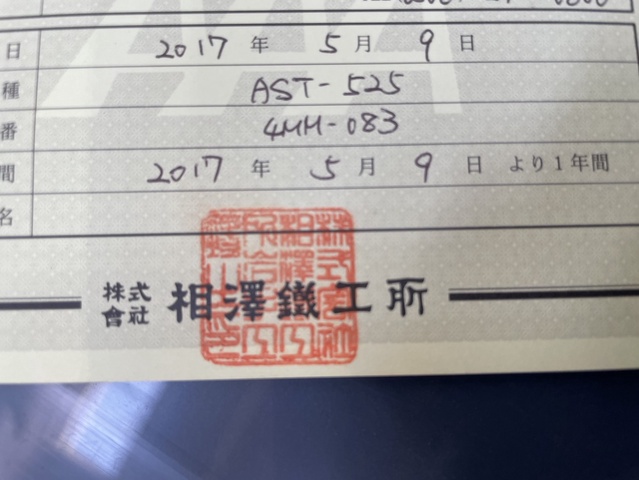 日 2017 年 5 月 9 日
種 AST-525
番 4MH-083
間 2017 年 5 月 9 日 より1年間
名
株式會社 相澤鐵工所